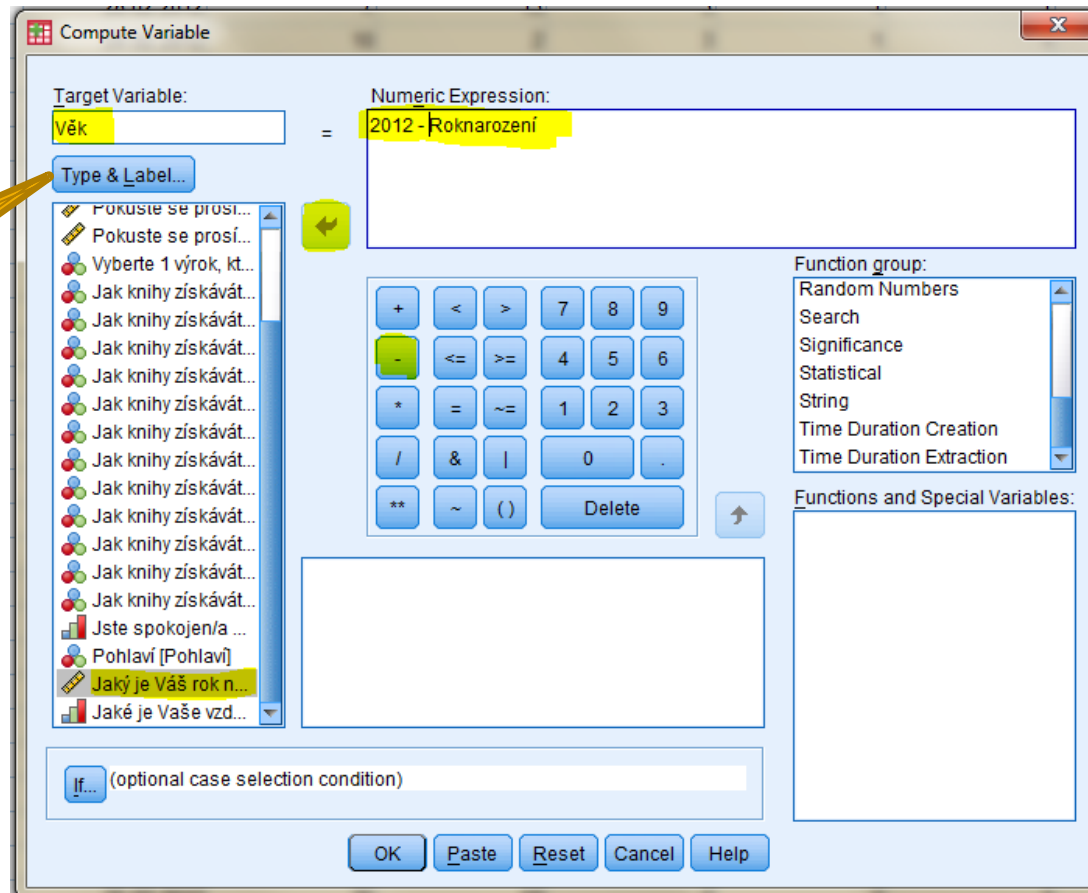 Compute Variable
Target Variable:
Věk
=
Numeric Expression:
2012 - Roknarození
Type & Label...
Pokuste se prosí...
Pokuste se prosí...
Vyberte 1 výrok, kt...
Jak knihy získávát...
Jak knihy získávát...
Jak knihy získávát...
Jak knihy získávát...
Jak knihy získávát...
Jak knihy získávát...
Jak knihy získávát...
Jak knihy získávát...
Jak knihy získávát...
Jak knihy získávát...
Jak knihy získávát...
Jak knihy získávát...
Jste spokojen/a ...
Pohlaví [Pohlaví]
Jaký je Váš rok n...
Jaké je Vaše vzd...
+ < > 7 8 9
- <= >= 4 5 6
* = ~= 1 2 3
/ & | 0 .
** ~ ( ) Delete
Function group:
Random Numbers
Search
Significance
Statistical
String
Time Duration Creation
Time Duration Extraction
Functions and Special Variables:
If... (optional case selection condition)
OK Paste Reset Cancel Help